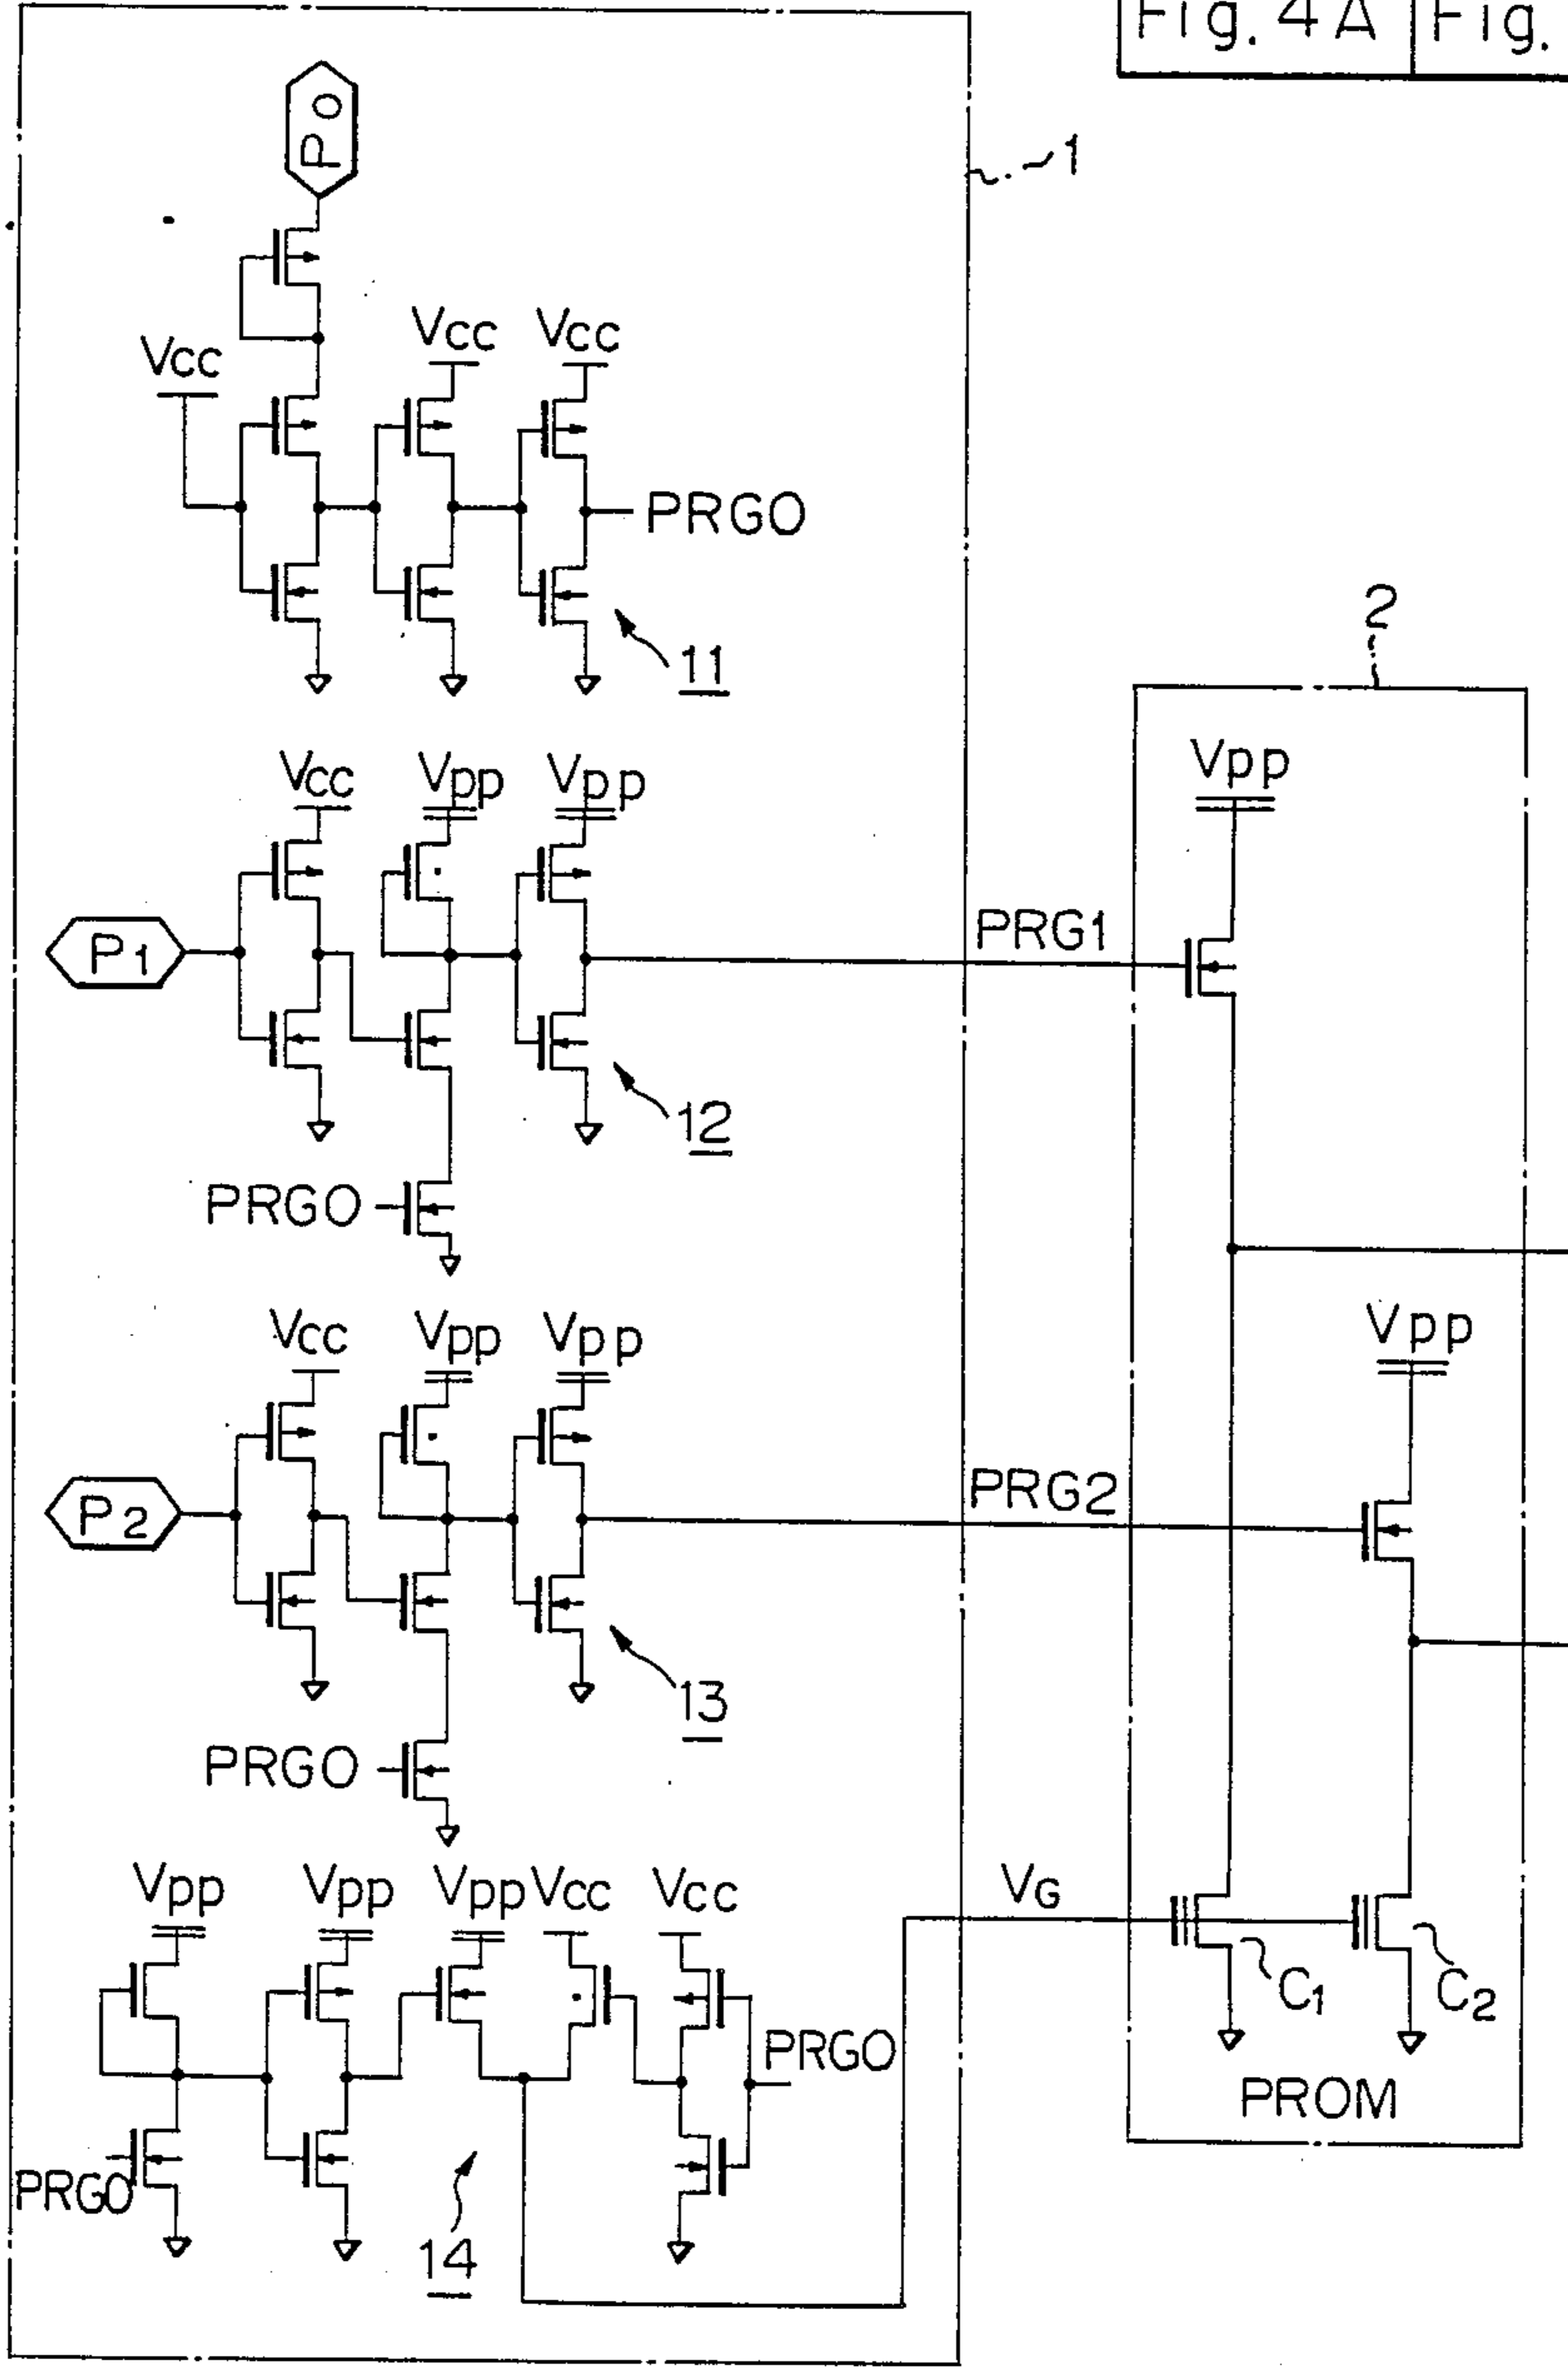 Fig. 4A Fig.
P0
1
Vcc Vcc Vcc
PRGO
11
2
Vcc Vpp Vpp
Vpp
P1
PRG1
12
PRGO
Vcc Vpp Vpp
Vpp
P2
PRG2
13
PRGO
Vpp Vpp Vpp Vcc Vcc
VG
C1 C2
PRGO
PROM
PRGO
14